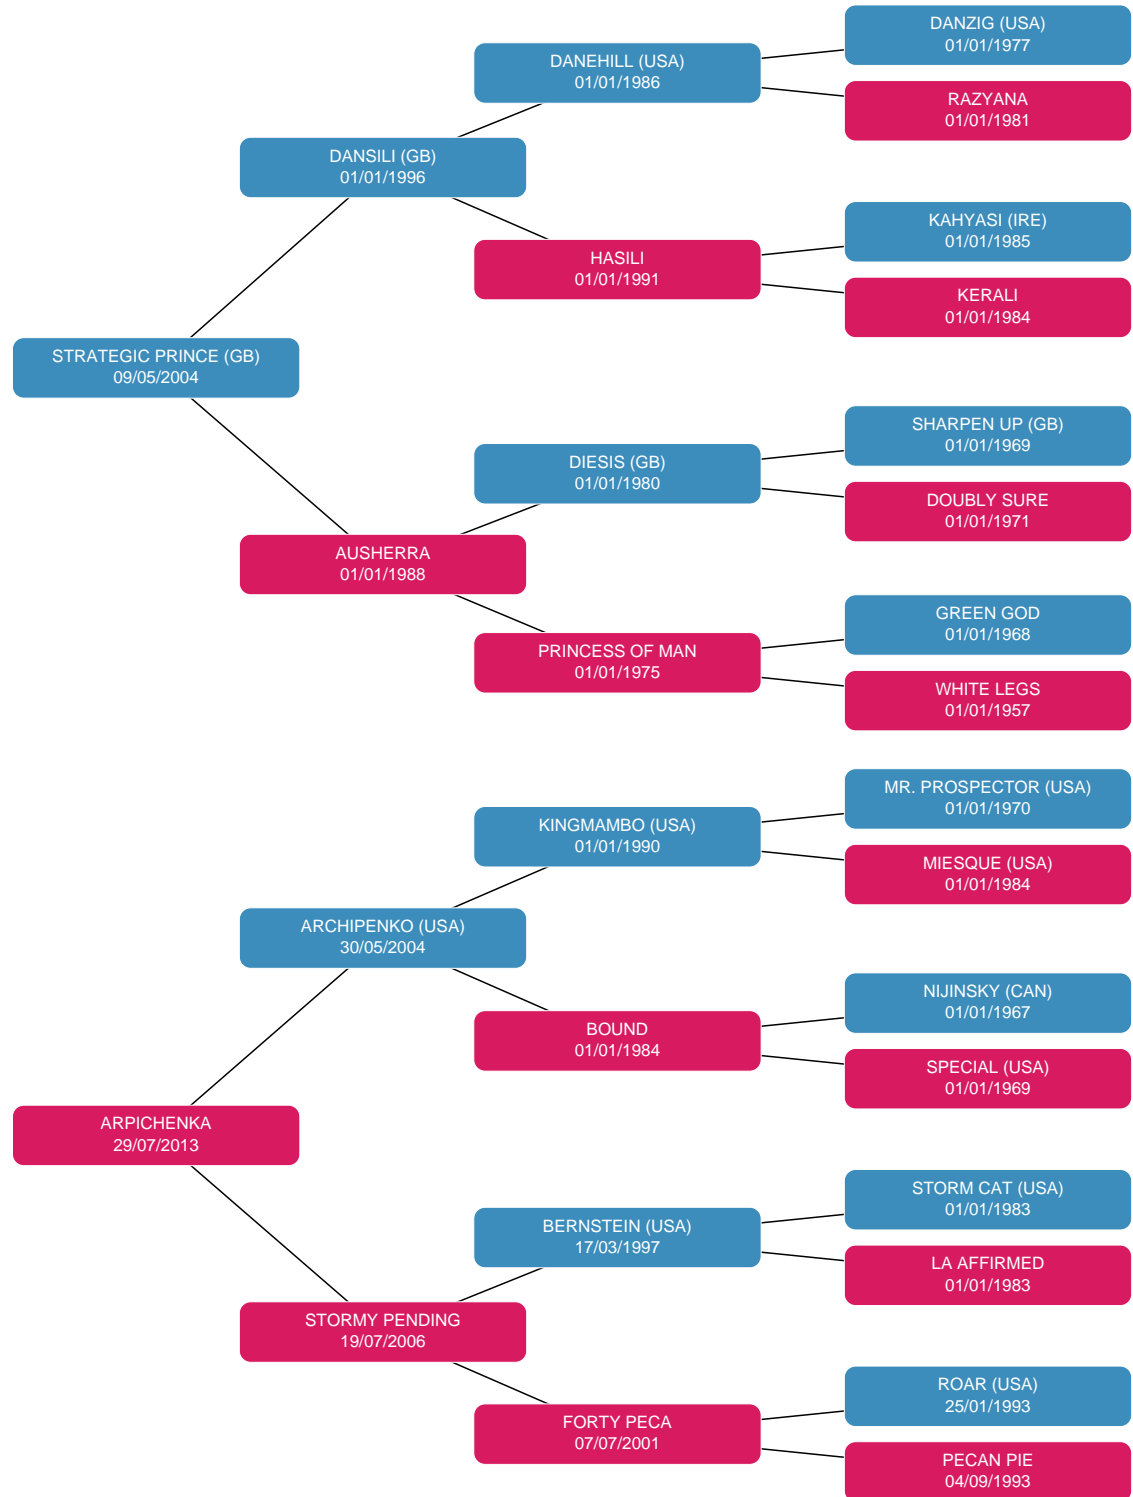 DANZIG (USA)
01/01/1977
DANEHILL (USA)
01/01/1986
RAZYANA
01/01/1981
DANSILI (GB)
01/01/1996
KAHYASI (IRE)
01/01/1985
HASILI
01/01/1991
KERALI
01/01/1984
STRATEGIC PRINCE (GB)
09/05/2004
SHARPEN UP (GB)
01/01/1969
DIESIS (GB)
01/01/1980
DOUBLY SURE
01/01/1971
AUSHERRA
01/01/1988
GREEN GOD
01/01/1968
PRINCESS OF MAN
01/01/1975
WHITE LEGS
01/01/1957
MR. PROSPECTOR (USA)
01/01/1970
KINGMAMBO (USA)
01/01/1990
MIESQUE (USA)
01/01/1984
ARCHIPENKO (USA)
30/05/2004
NIJINSKY (CAN)
01/01/1967
BOUND
01/01/1984
SPECIAL (USA)
01/01/1969
ARPICHENKA
29/07/2013
STORM CAT (USA)
01/01/1983
BERNSTEIN (USA)
17/03/1997
LA AFFIRMED
01/01/1983
STORMY PENDING
19/07/2006
ROAR (USA)
25/01/1993
FORTY PECA
07/07/2001
PECAN PIE
04/09/1993